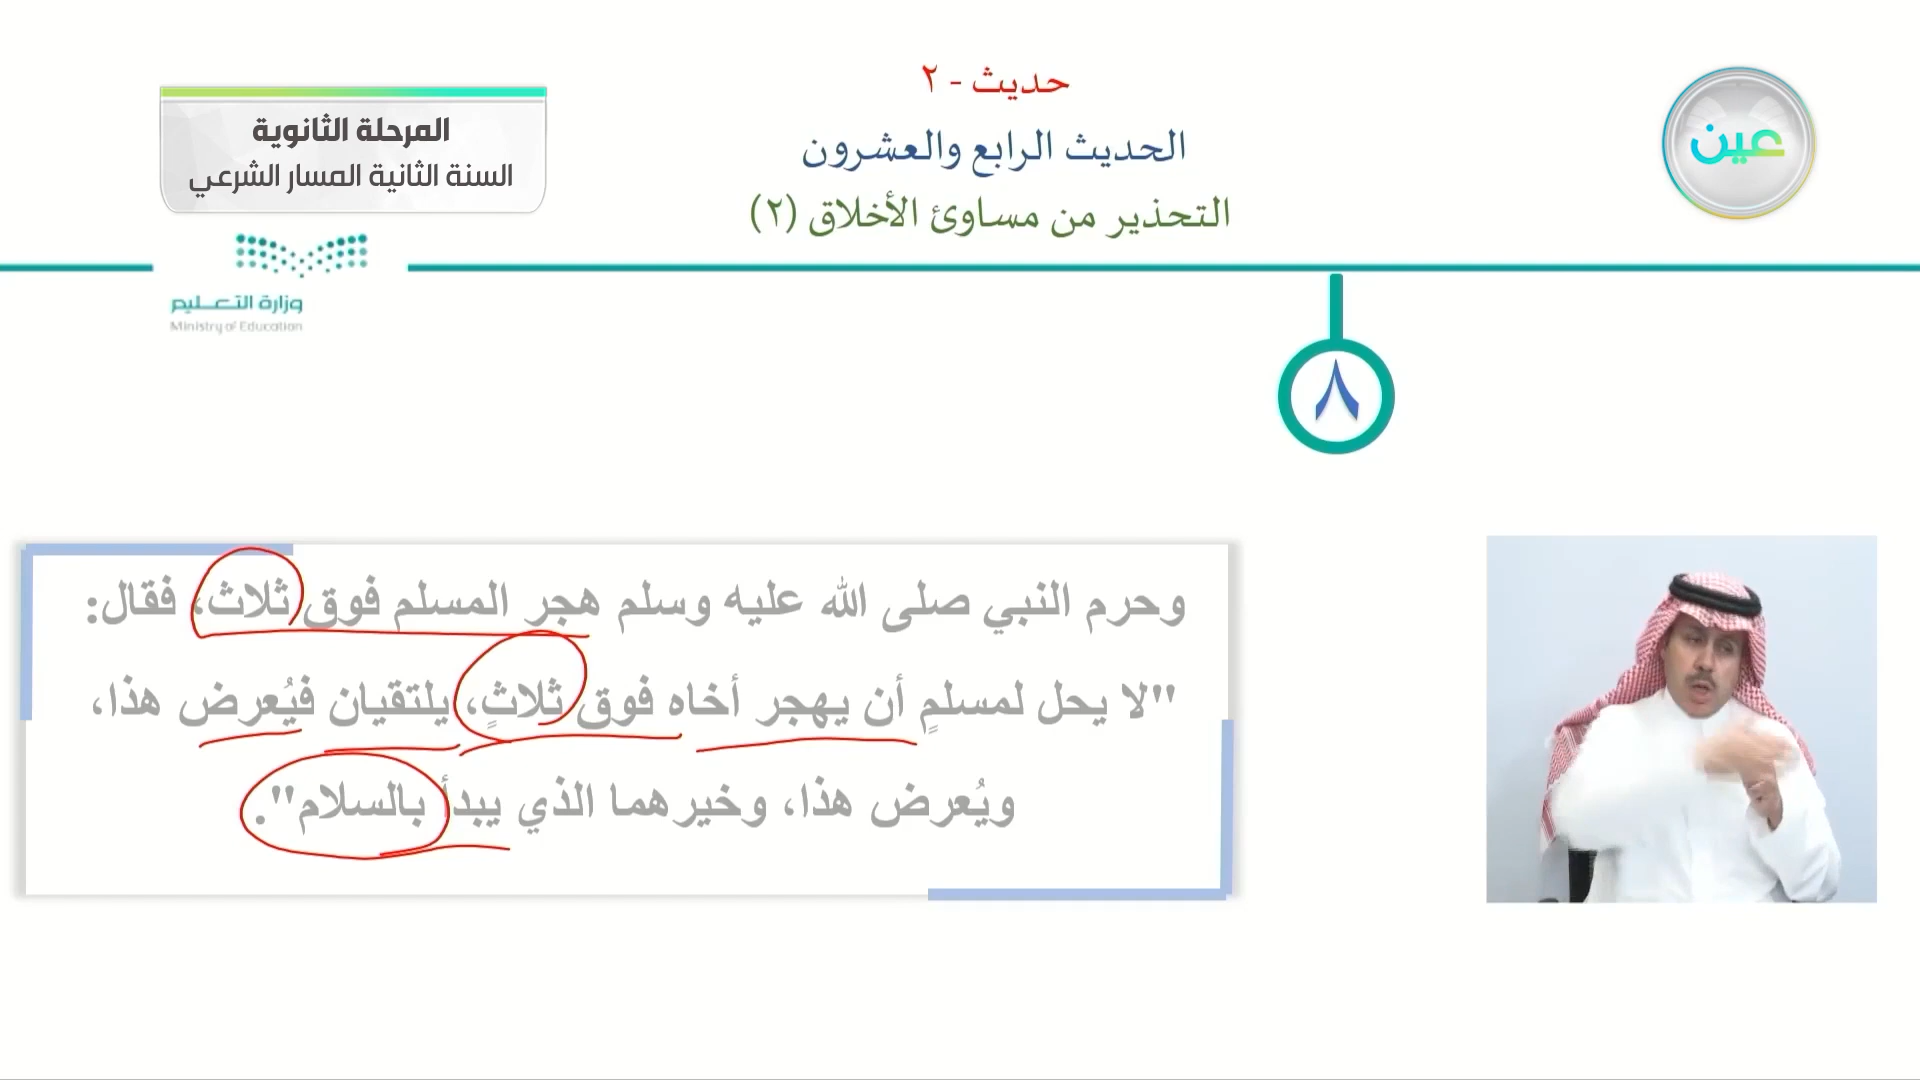 حديث - ٢
الحديث الرابع والعشرون
التحذير من مساوئ الأخلاق (٢)
عين
المرحلة الثانوية
السنة الثانية المسار الشرعي
وزارة التعـــليم
Ministry of Education
٨
وحرم النبي صلى الله عليه وسلم هجر المسلم فوق ثلاث، فقال:
"لا يحل لمسلمٍ أن يهجر أخاه فوق ثلاثٍ، يلتقيان فيُعرض هذا،
ويُعرض هذا، وخيرهما الذي يبدأ بالسلام".